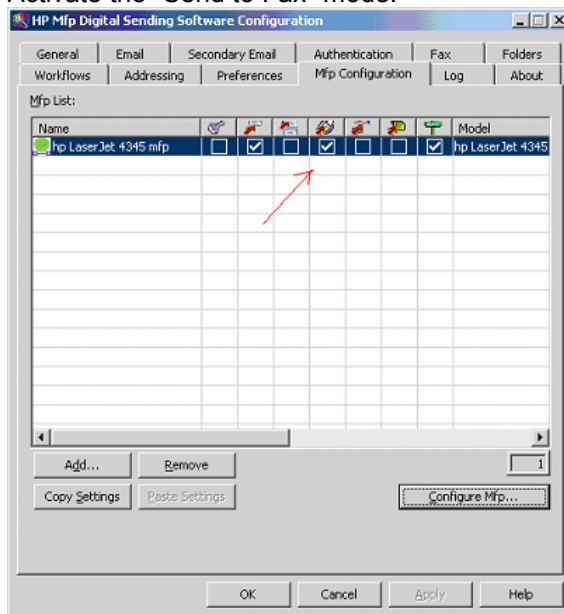 Activate the "Send to Fax" mode.
HP Mfp Digital Sending Software Configuration
General Email Secondary Email Authentication Fax Folders
Workflows Addressing Preferences Mfp Configuration Log About
Mfp List:
Name Model
hp LaserJet 4345 mfp hp LaserJet 4345
Add... Remove 1
Copy Settings Paste Settings Configure Mfp...
OK Cancel Apply Help